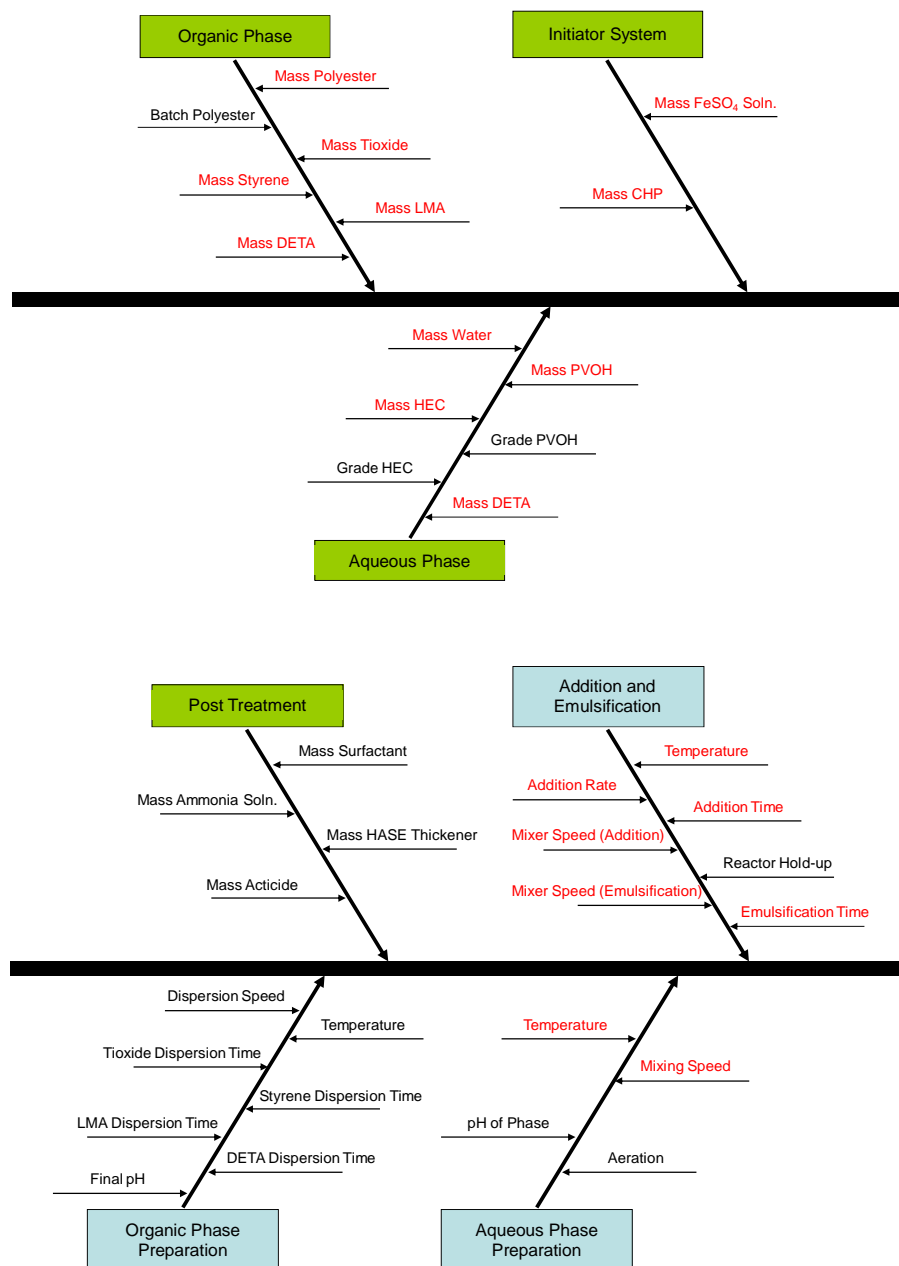 Organic Phase
Initiator System
Mass Polyester
Mass FeSO₄ Soln.
Batch Polyester
Mass Tioxide
Mass Styrene
Mass CHP
Mass LMA
Mass DETA
Mass Water
Mass PVOH
Mass HEC
Grade PVOH
Grade HEC
Mass DETA
Aqueous Phase
Post Treatment
Addition and
Emulsification
Mass Surfactant
Temperature
Addition Rate
Mass Ammonia Soln.
Addition Time
Mass HASE Thickener
Mixer Speed (Addition)
Reactor Hold-up
Mass Acticide
Mixer Speed (Emulsification)
Emulsification Time
Dispersion Speed
Temperature
Temperature
Tioxide Dispersion Time
Mixing Speed
Styrene Dispersion Time
LMA Dispersion Time
pH of Phase
DETA Dispersion Time
Aeration
Final pH
Organic Phase
Preparation
Aqueous Phase
Preparation